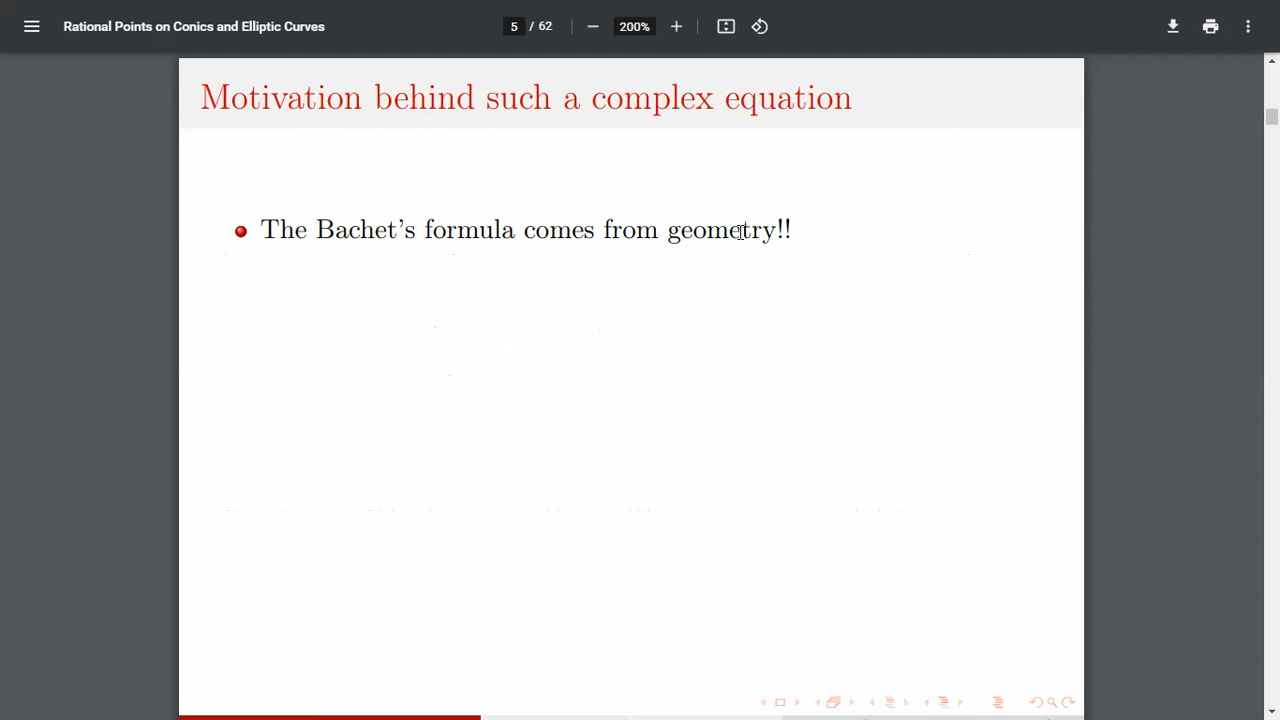 Rational Points on Conics and Elliptic Curves
5 / 62
200%
Motivation behind such a complex equation
The Bachet's formula comes from geometry!!